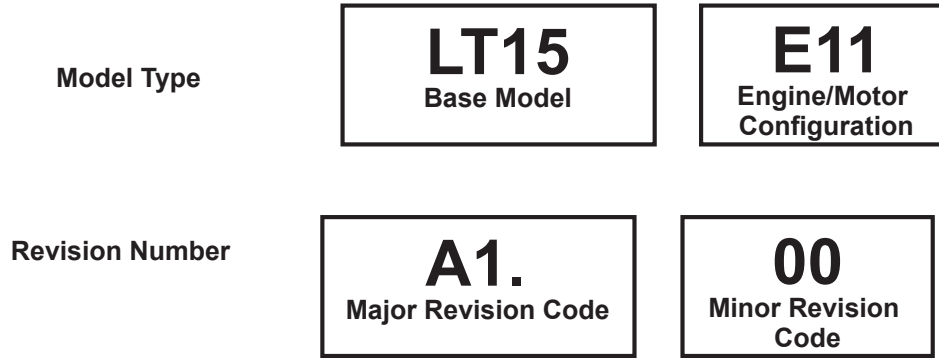 Model Type
LT15
Base Model
E11
Engine/Motor
Configuration
Revision Number
A1.
Major Revision Code
00
Minor Revision
Code